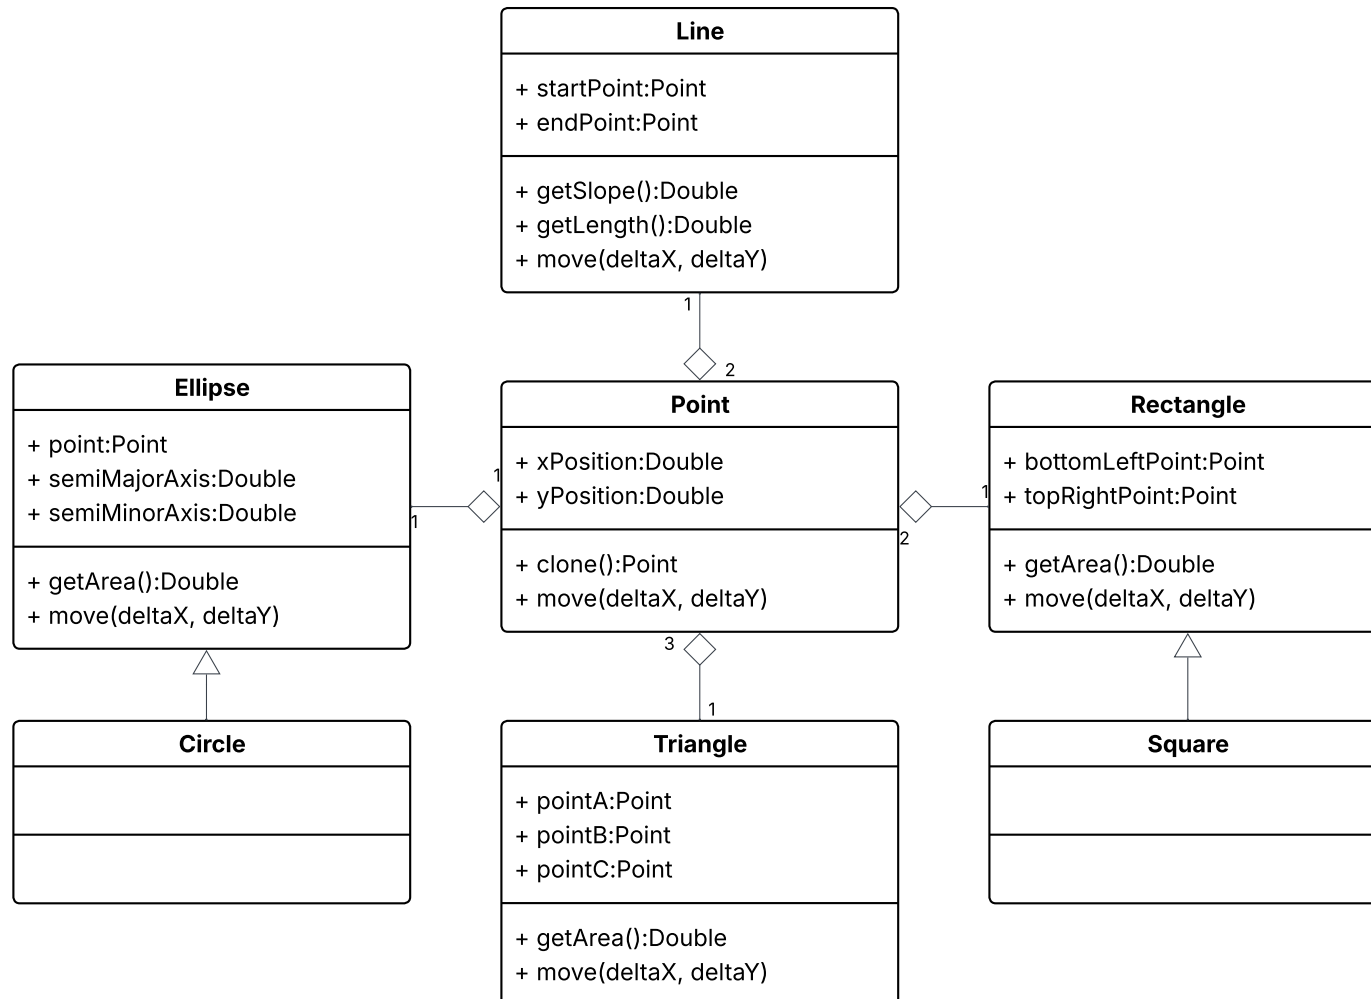 Line
+ startPoint:Point
+ endPoint:Point
+ getSlope():Double
+ getLength():Double
+ move(deltaX, deltaY)
1
2
Ellipse
+ point:Point
+ semiMajorAxis:Double
+ semiMinorAxis:Double
+ getArea():Double
+ move(deltaX, deltaY)
1
1
Point
+ xPosition:Double
+ yPosition:Double
+ clone():Point
+ move(deltaX, deltaY)
2
1
Rectangle
+ bottomLeftPoint:Point
+ topRightPoint:Point
+ getArea():Double
+ move(deltaX, deltaY)
3
1
Circle
Triangle
+ pointA:Point
+ pointB:Point
+ pointC:Point
+ getArea():Double
+ move(deltaX, deltaY)
Square